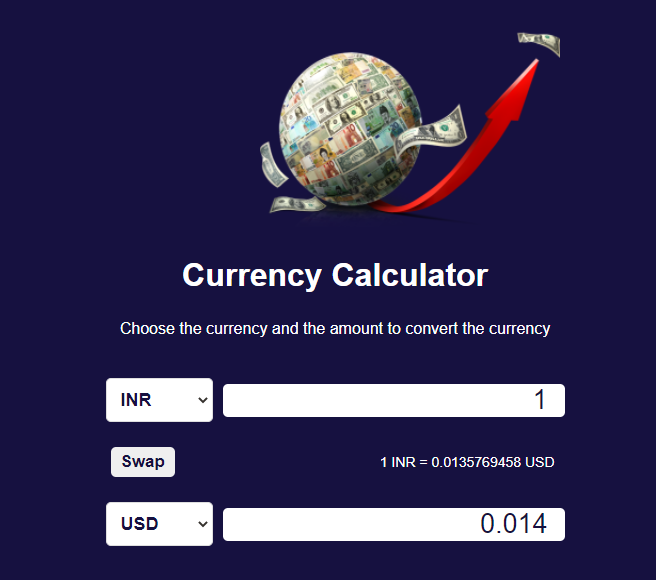 Currency Calculator
Choose the currency and the amount to convert the currency
INR 1
Swap 1 INR = 0.0135769458 USD
USD 0.014